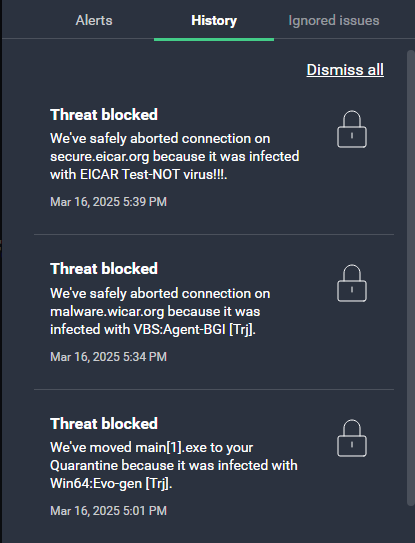 Alerts History Ignored issues
Dismiss all
Threat blocked
We've safely aborted connection on
secure.eicar.org because it was infected
with EICAR Test-NOT virus!!!.
Mar 16, 2025 5:39 PM
Threat blocked
We've safely aborted connection on
malware.wicar.org because it was
infected with VBS:Agent-BGI [Trj].
Mar 16, 2025 5:34 PM
Threat blocked
We've moved main[1].exe to your
Quarantine because it was infected with
Win64:Evo-gen [Trj].
Mar 16, 2025 5:01 PM